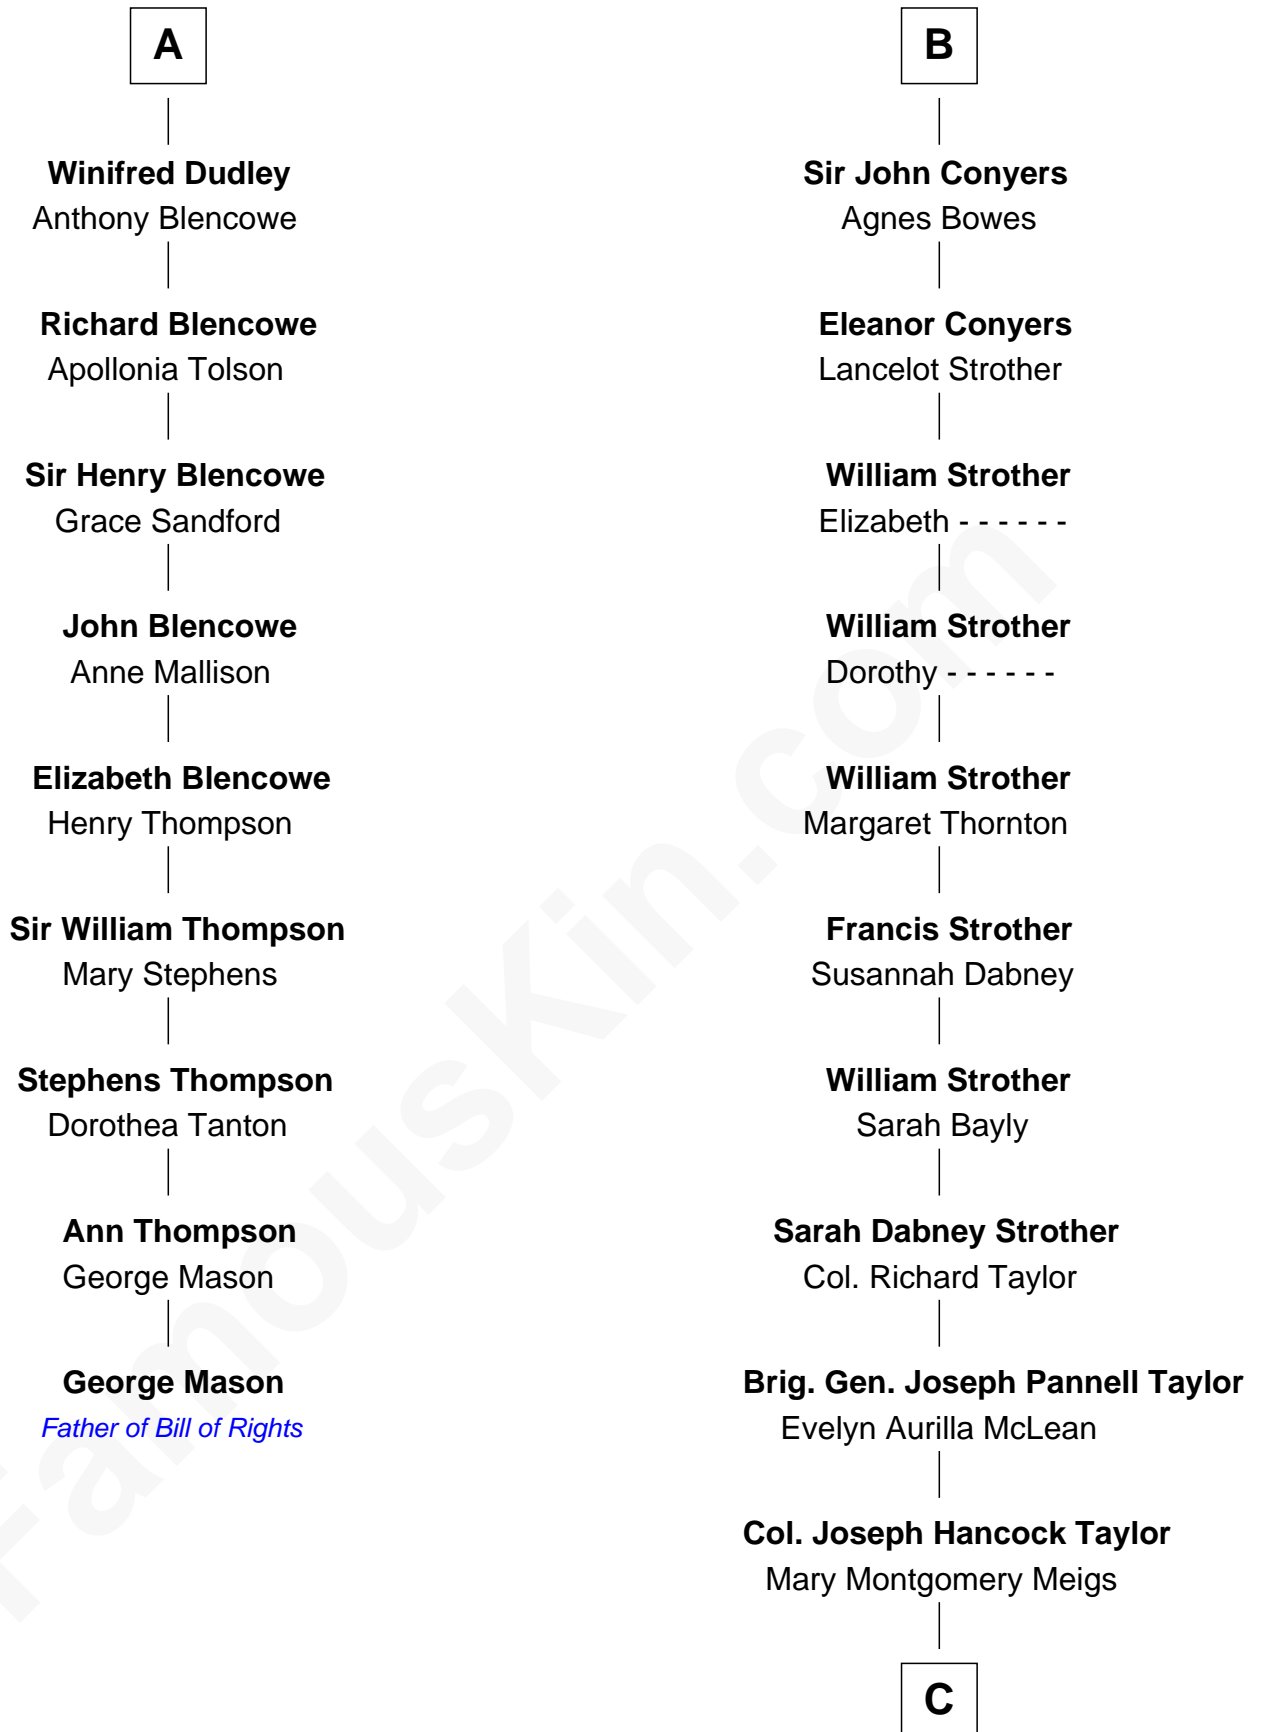 A
Winifred Dudley
Anthony Blencowe
Richard Blencowe
Apollonia Tolson
Sir Henry Blencowe
Grace Sandford
John Blencowe
Anne Mallison
Elizabeth Blencowe
Henry Thompson
Sir William Thompson
Mary Stephens
Stephens Thompson
Dorothea Tanton
Ann Thompson
George Mason
George Mason
Father of Bill of Rights
B
Sir John Conyers
Agnes Bowes
Eleanor Conyers
Lancelot Strother
William Strother
Elizabeth - - - - - -
William Strother
Dorothy - - - - - -
William Strother
Margaret Thornton
Francis Strother
Susannah Dabney
William Strother
Sarah Bayly
Sarah Dabney Strother
Col. Richard Taylor
Brig. Gen. Joseph Pannell Taylor
Evelyn Aurilla McLean
Col. Joseph Hancock Taylor
Mary Montgomery Meigs
C
FamousKin.com